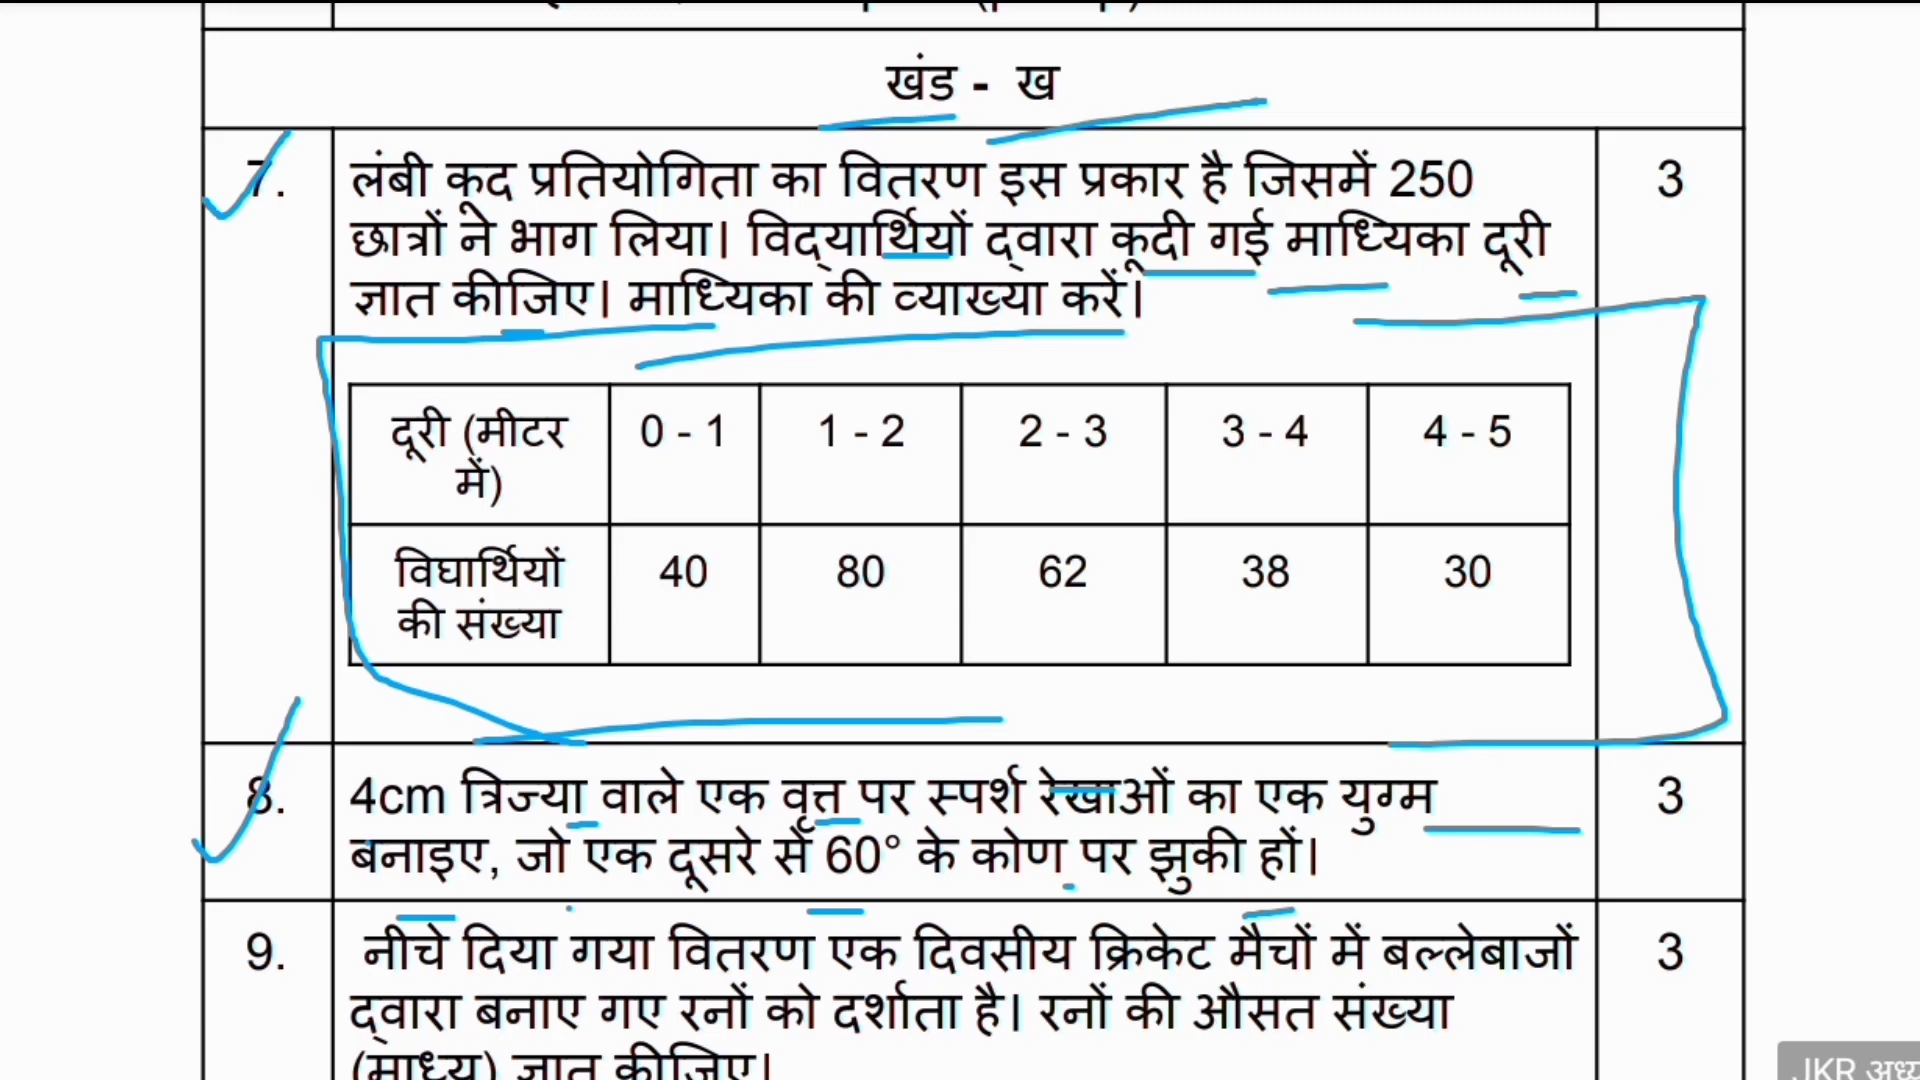 खंड - ख
7.
लंबी कूद प्रतियोगिता का वितरण इस प्रकार है जिसमें 250
छात्रों ने भाग लिया। विद्यार्थियों द्वारा कूदी गई माध्यिका दूरी
ज्ञात कीजिए। माध्यिका की व्याख्या करें।
3
दूरी (मीटर में) 0 - 1 1 - 2 2 - 3 3 - 4 4 - 5
विघार्थियों की संख्या 40 80 62 38 30
8.
4cm त्रिज्या वाले एक वृत्त पर स्पर्श रेखाओं का एक युग्म
बनाइए, जो एक दूसरे से 60° के कोण पर झुकी हों।
3
9.
नीचे दिया गया वितरण एक दिवसीय क्रिकेट मैचों में बल्लेबाजों
द्वारा बनाए गए रनों को दर्शाता है। रनों की औसत संख्या
(माध्य) ज्ञात कीजिए।
3
JKR